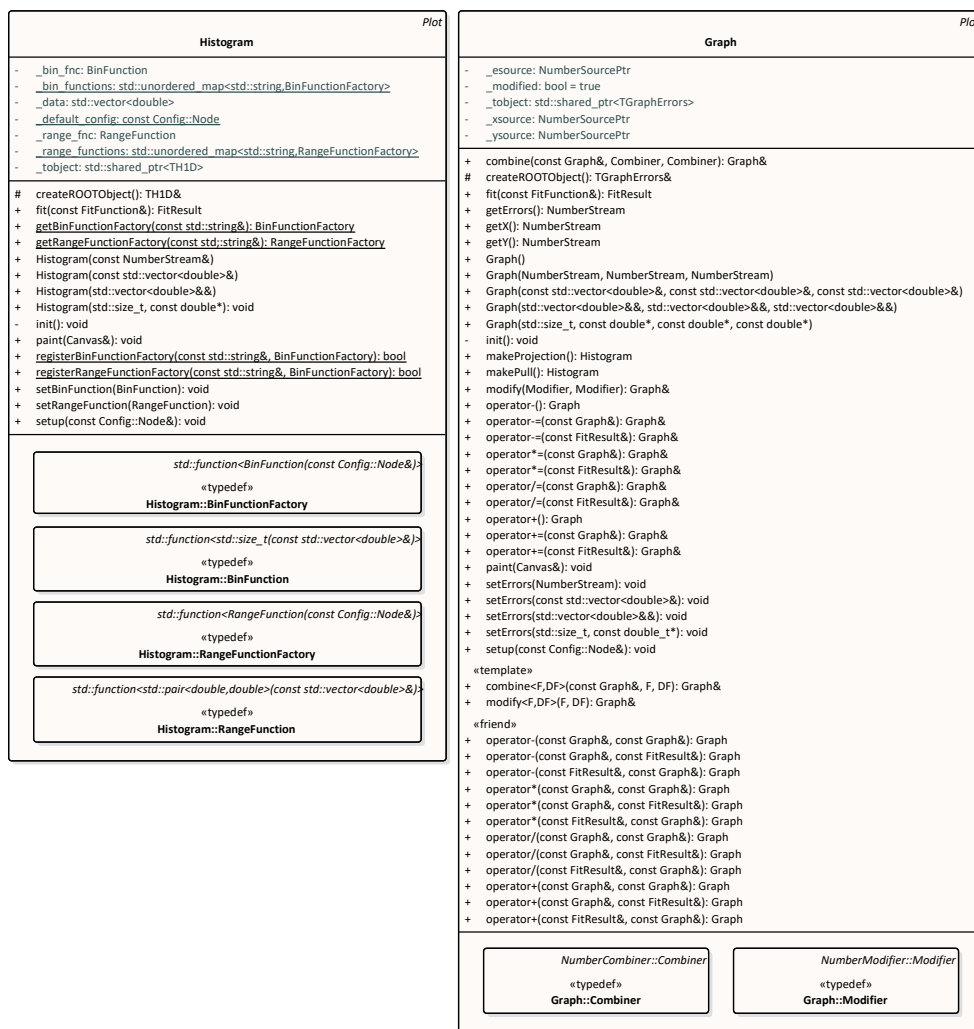 Plot
Histogram
- _bin_fnc: BinFunction
- _bin_functions: std::unordered_map<std::string,BinFunctionFactory>
- _data: std::vector<double>
- _default_config: const Config::Node
- _range_fnc: RangeFunction
- _range_functions: std::unordered_map<std::string,RangeFunctionFactory>
- _tobject: std::shared_ptr<TH1D>
# createROOTObject(): TH1D&
+ fit(const FitFunction&): FitResult
+ getBinFunctionFactory(const std::string&): BinFunctionFactory
+ getRangeFunctionFactory(const std;:string&): RangeFunctionFactory
+ Histogram(const NumberStream&)
+ Histogram(const std::vector<double>&)
+ Histogram(std::vector<double>&&)
+ Histogram(std::size_t, const double*): void
- init(): void
+ paint(Canvas&): void
+ registerBinFunctionFactory(const std::string&, BinFunctionFactory): bool
+ registerRangeFunctionFactory(const std::string&, BinFunctionFactory): bool
+ setBinFunction(BinFunction): void
+ setRangeFunction(RangeFunction): void
+ setup(const Config::Node&): void
std::function<BinFunction(const Config::Node&)>
«typedef»
Histogram::BinFunctionFactory
std::function<std::size_t(const std::vector<double>&)>
«typedef»
Histogram::BinFunction
std::function<RangeFunction(const Config::Node&)>
«typedef»
Histogram::RangeFunctionFactory
std::function<std::pair<double,double>(const std::vector<double>&)>
«typedef»
Histogram::RangeFunction
Plo
Graph
- _esource: NumberSourcePtr
- _modified: bool = true
- _tobject: std::shared_ptr<TGraphErrors>
- _xsource: NumberSourcePtr
- _ysource: NumberSourcePtr
+ combine(const Graph&, Combiner, Combiner): Graph&
# createROOTObject(): TGraphErrors&
+ fit(const FitFunction&): FitResult
+ getErrors(): NumberStream
+ getX(): NumberStream
+ getY(): NumberStream
+ Graph()
+ Graph(NumberStream, NumberStream, NumberStream)
+ Graph(const std::vector<double>&, const std::vector<double>&, const std::vector<double>&)
+ Graph(std::vector<double>&&, std::vector<double>&&, std::vector<double>&&)
+ Graph(std::size_t, const double*, const double*, const double*)
- init(): void
+ makeProjection(): Histogram
+ makePull(): Histogram
+ modify(Modifier, Modifier): Graph&
+ operator-(): Graph
+ operator-=(const Graph&): Graph&
+ operator-=(const FitResult&): Graph&
+ operator*=(const Graph&): Graph&
+ operator*=(const FitResult&): Graph&
+ operator/=(const Graph&): Graph&
+ operator/=(const FitResult&): Graph&
+ operator+(): Graph
+ operator+=(const Graph&): Graph&
+ operator+=(const FitResult&): Graph&
+ paint(Canvas&): void
+ setErrors(NumberStream): void
+ setErrors(const std::vector<double>&): void
+ setErrors(std::vector<double>&&): void
+ setErrors(std::size_t, const double_t*): void
+ setup(const Config::Node&): void
«template»
+ combine<F,DF>(const Graph&, F, DF): Graph&
+ modify<F,DF>(F, DF): Graph&
«friend»
+ operator-(const Graph&, const Graph&): Graph
+ operator-(const Graph&, const FitResult&): Graph
+ operator-(const FitResult&, const Graph&): Graph
+ operator*(const Graph&, const Graph&): Graph
+ operator*(const Graph&, const FitResult&): Graph
+ operator*(const FitResult&, const Graph&): Graph
+ operator/(const Graph&, const Graph&): Graph
+ operator/(const Graph&, const FitResult&): Graph
+ operator/(const FitResult&, const Graph&): Graph
+ operator+(const Graph&, const Graph&): Graph
+ operator+(const Graph&, const FitResult&): Graph
+ operator+(const FitResult&, const Graph&): Graph
NumberCombiner::Combiner
«typedef»
Graph::Combiner
NumberModifier::Modifier
«typedef»
Graph::Modifier